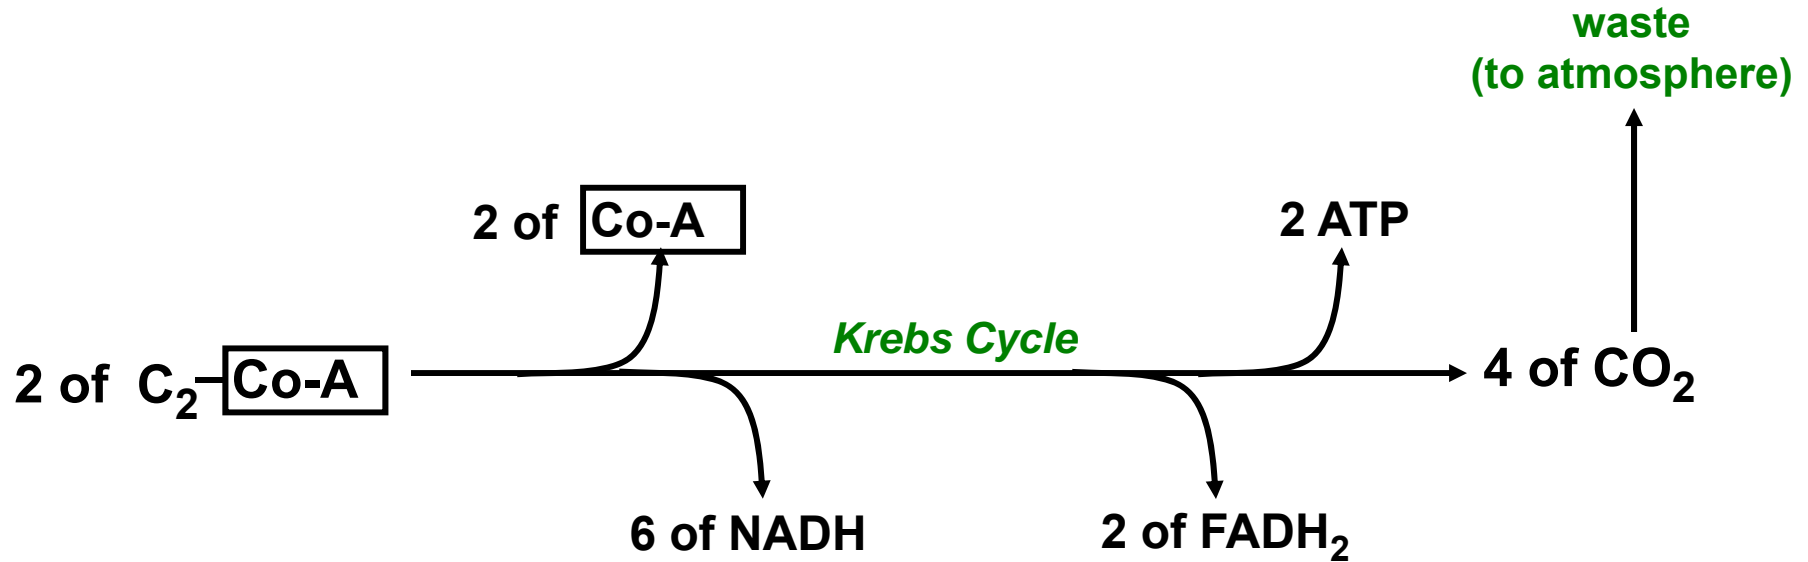 waste
(to atmosphere)
2 of Co-A
2 ATP
Krebs Cycle
2 of C₂-Co-A
4 of CO₂
6 of NADH
2 of FADH₂